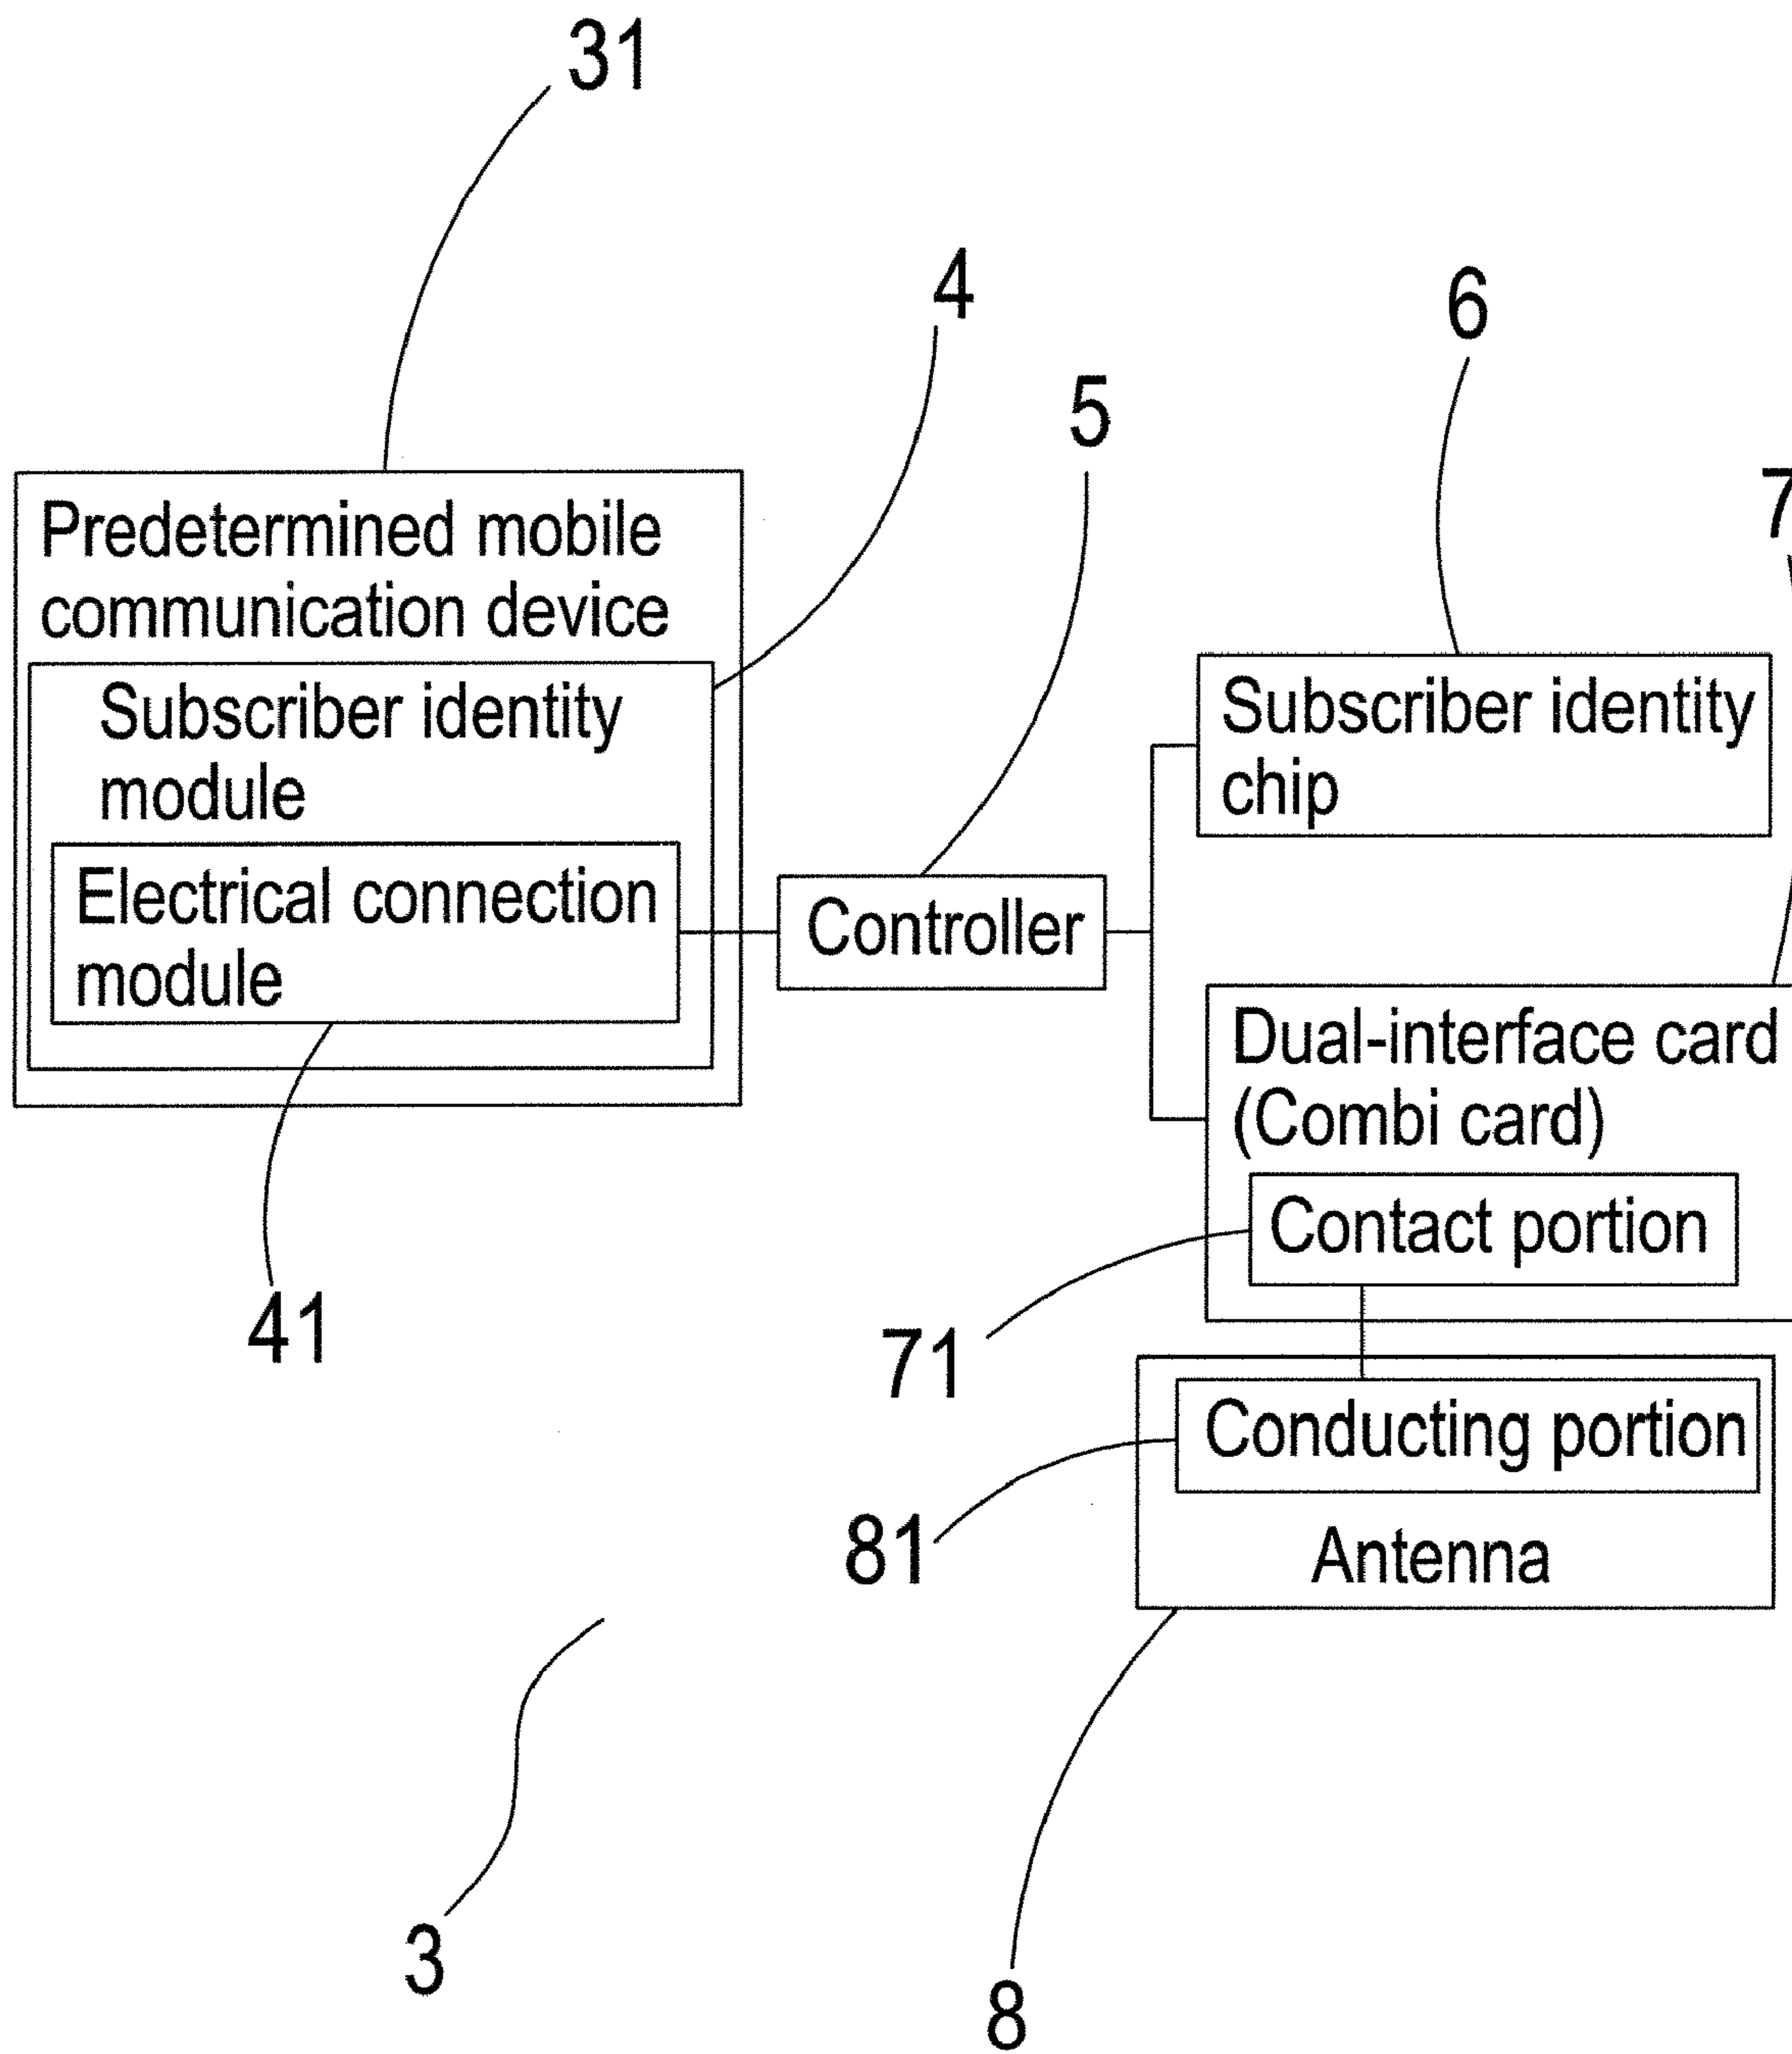 31
4
6
5
7
Predetermined mobile
communication device
Subscriber identity
module
Electrical connection
module
Controller
Subscriber identity
chip
Dual-interface card
(Combi card)
Contact portion
41
71
Conducting portion
81
Antenna
3
8